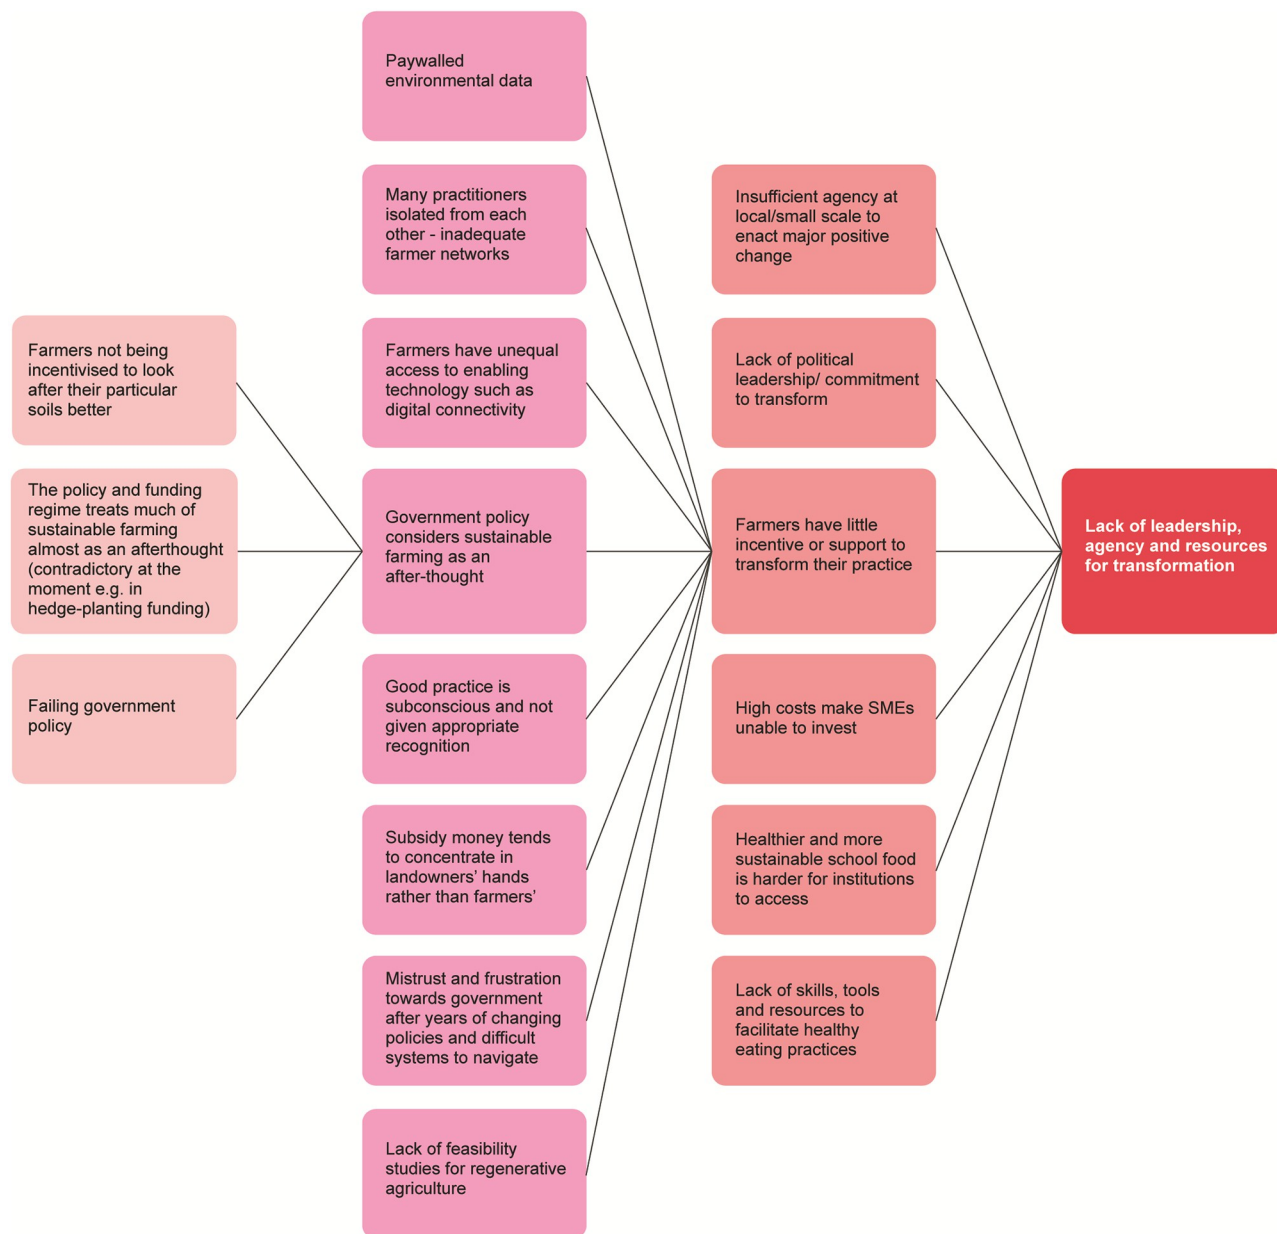 Paywalled
environmental data
Many practitioners
isolated from each
other - inadequate
farmer networks
Insufficient agency at
local/small scale to
enact major positive
change
Farmers not being
incentivised to look
after their particular
soils better
Farmers have unequal
access to enabling
technology such as
digital connectivity
Lack of political
leadership/ commitment
to transform
The policy and funding
regime treats much of
sustainable farming
almost as an afterthought
(contradictory at the
moment e.g. in
hedge-planting funding)
Government policy
considers sustainable
farming as an
after-thought
Farmers have little
incentive or support to
transform their practice
Lack of leadership,
agency and resources
for transformation
Failing government
policy
Good practice is
subconscious and not
given appropriate
recognition
High costs make SMEs
unable to invest
Subsidy money tends
to concentrate in
landowners’ hands
rather than farmers’
Healthier and more
sustainable school food
is harder for institutions
to access
Mistrust and frustration
towards government
after years of changing
policies and difficult
systems to navigate
Lack of skills, tools
and resources to
facilitate healthy
eating practices
Lack of feasibility
studies for regenerative
agriculture